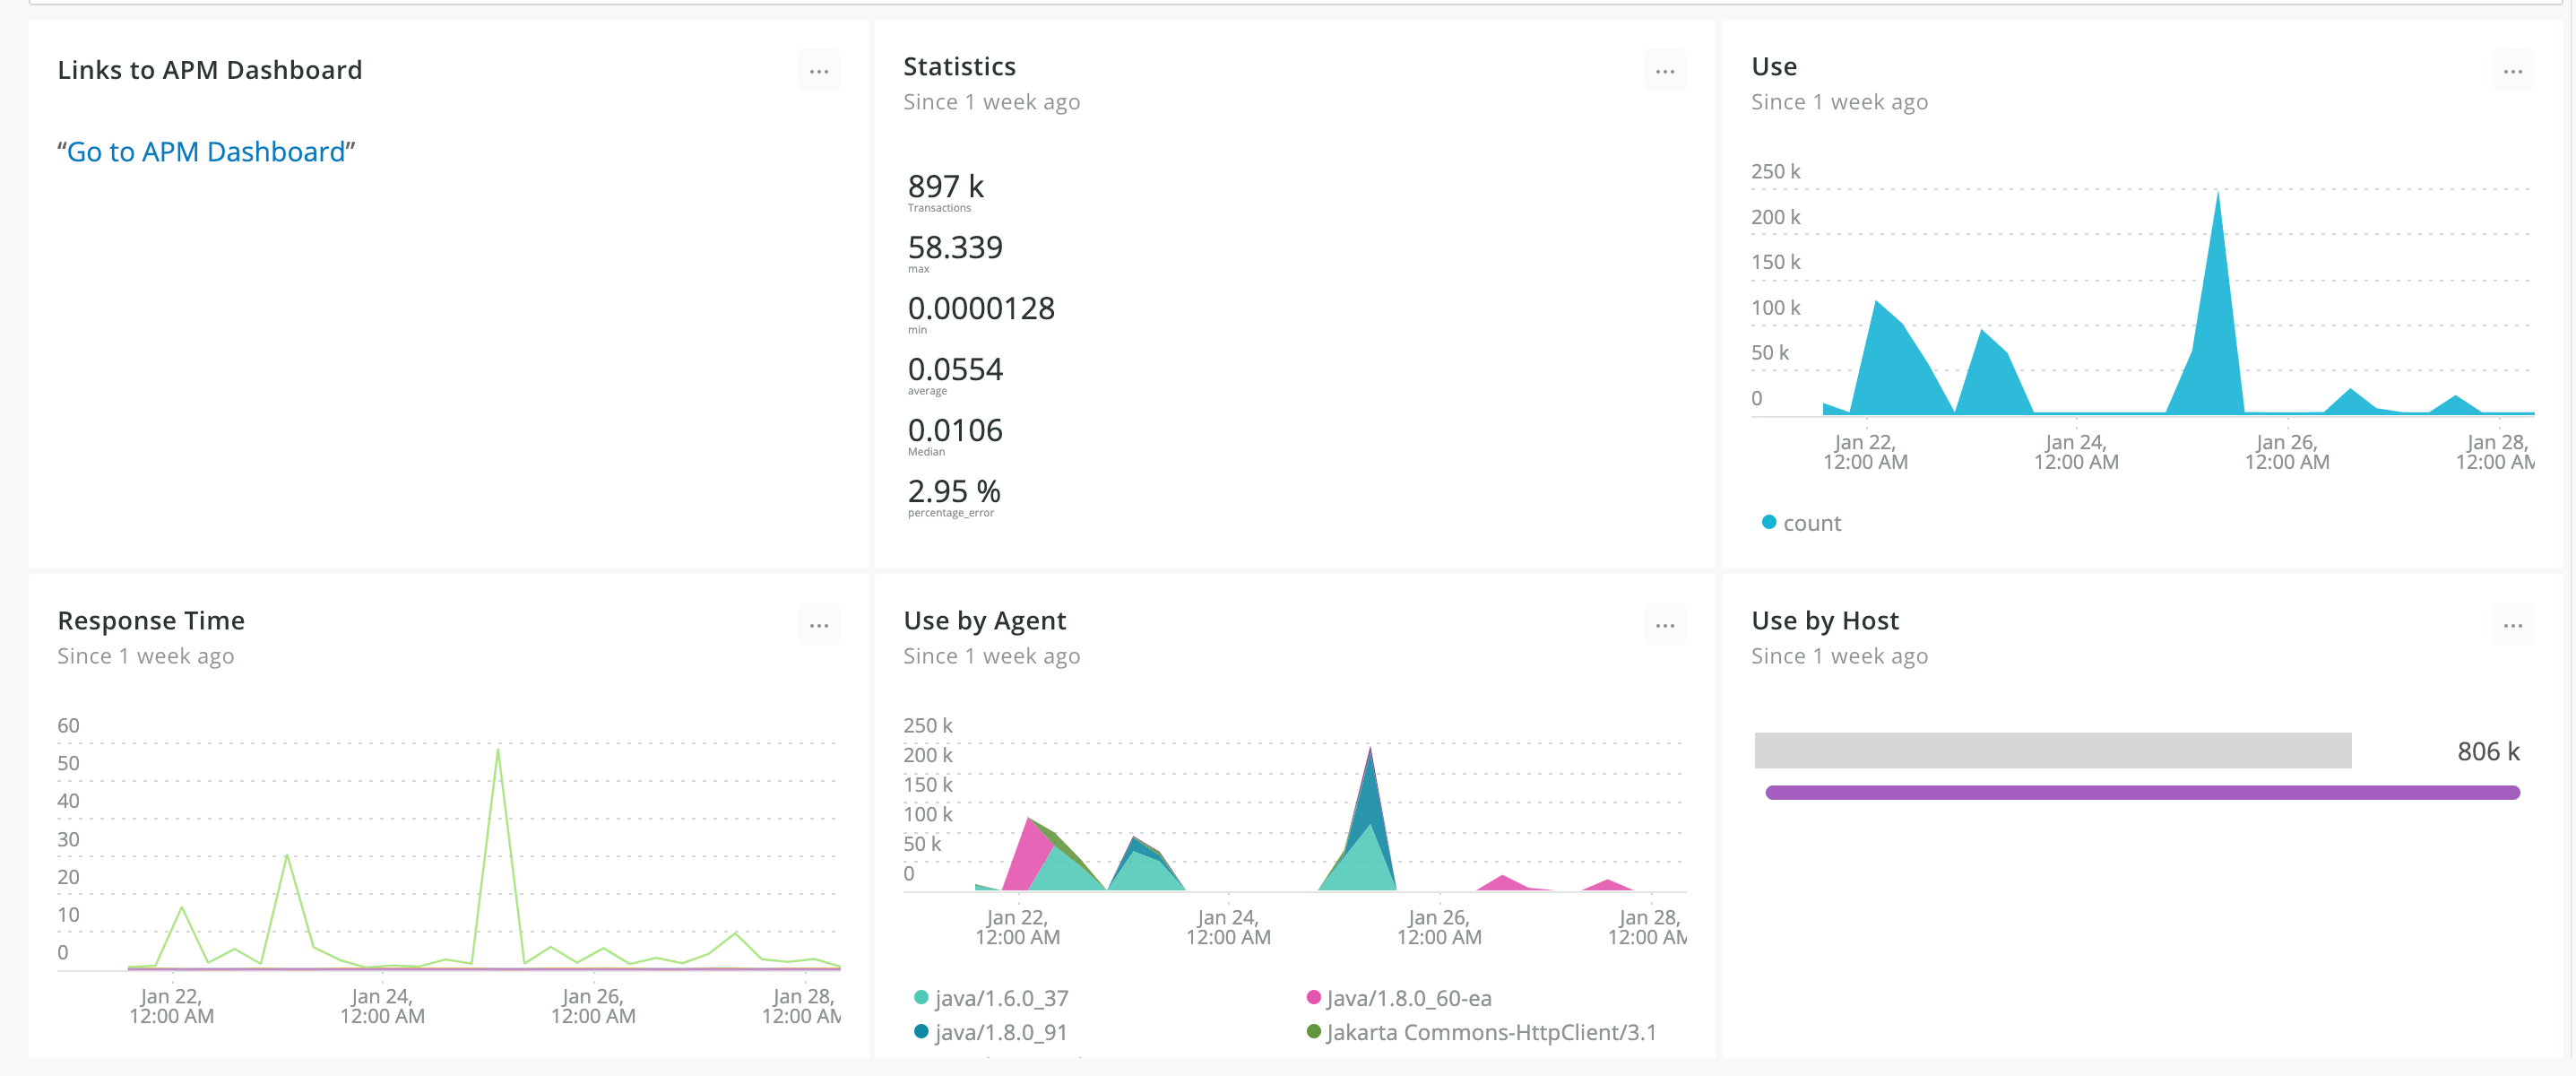 Links to APM Dashboard
...
“Go to APM Dashboard”
Statistics
...
Since 1 week ago
897 k
Transactions
58.339
max
0.0000128
min
0.0554
average
0.0106
Median
2.95 %
percentage_error
Use
...
Since 1 week ago
250 k
200 k
150 k
100 k
50 k
0
Jan 22,
12:00 AM
Jan 24,
12:00 AM
Jan 26,
12:00 AM
Jan 28,
12:00 AM
count
Response Time
...
Since 1 week ago
60
50
40
30
20
10
0
Jan 22,
12:00 AM
Jan 24,
12:00 AM
Jan 26,
12:00 AM
Jan 28,
12:00 AM
Use by Agent
...
Since 1 week ago
250 k
200 k
150 k
100 k
50 k
0
Jan 22,
12:00 AM
Jan 24,
12:00 AM
Jan 26,
12:00 AM
Jan 28,
12:00 AM
java/1.6.0_37
Java/1.8.0_60-ea
java/1.8.0_91
Jakarta Commons-HttpClient/3.1
Use by Host
...
Since 1 week ago
806 k